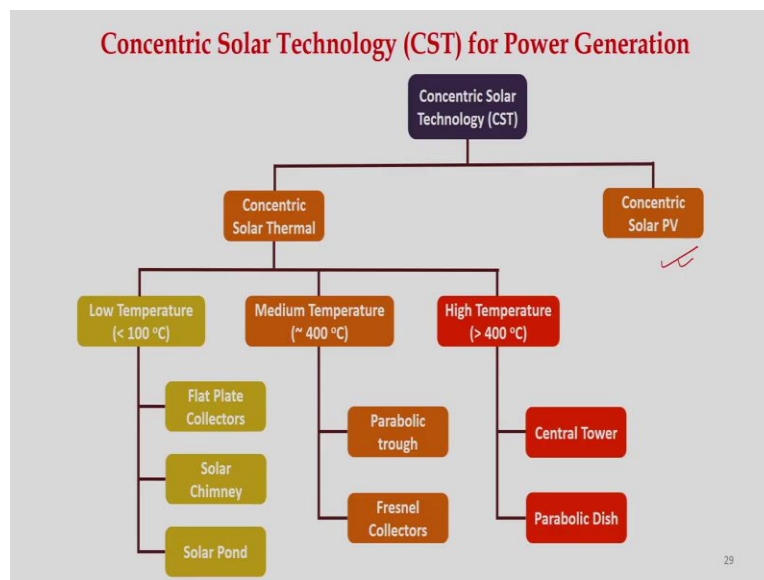 Concentric Solar Technology (CST) for Power Generation
Concentric Solar
Technology (CST)
Concentric
Solar Thermal
Concentric
Solar PV
Low Temperature
(< 100 °C)
Medium Temperature
(~ 400 °C)
High Temperature
(> 400 °C)
Flat Plate
Collectors
Solar
Chimney
Solar Pond
Parabolic
trough
Fresnel
Collectors
Central Tower
Parabolic Dish
29